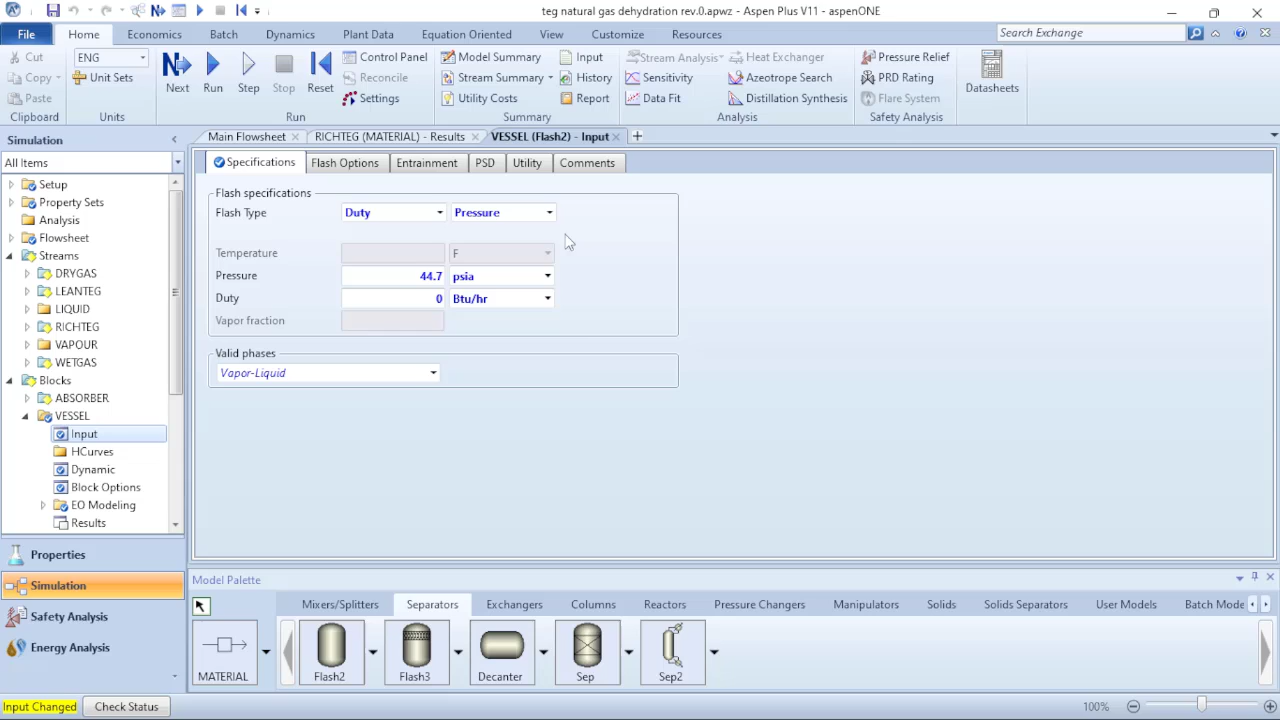 teg natural gas dehydration rev.0.apwz - Aspen Plus V11 - aspenONE
File Home Economics Batch Dynamics Plant Data Equation Oriented View Customize Resources Search Exchange
Cut ENG Control Panel Model Summary Input Stream Analysis Heat Exchanger Pressure Relief
Copy Unit Sets Next Run Step Stop Reset Reconcile Stream Summary History Sensitivity Azeotrope Search PRD Rating Datasheets
Paste Settings Utility Costs Report Data Fit Distillation Synthesis Flare System
Clipboard Units Run Summary Analysis Safety Analysis
Simulation Main Flowsheet RICHTEG (MATERIAL) - Results VESSEL (Flash2) - Input
All Items Specifications Flash Options Entrainment PSD Utility Comments
Setup
Property Sets
Analysis
Flowsheet
Streams
DRYGAS
LEANTEG
LIQUID
RICHTEG
VAPOUR
WETGAS
Blocks
ABSORBER
VESSEL
Input
HCurves
Dynamic
Block Options
EO Modeling
Results
Flash specifications
Flash Type Duty Pressure
Temperature F
Pressure 44.7 psia
Duty 0 Btu/hr
Vapor fraction
Valid phases
Vapor-Liquid
Properties
Simulation
Safety Analysis
Energy Analysis
Model Palette
Mixers/Splitters Separators Exchangers Columns Reactors Pressure Changers Manipulators Solids Solids Separators User Models Batch Mode
MATERIAL Flash2 Flash3 Decanter Sep Sep2
Input Changed Check Status 100%